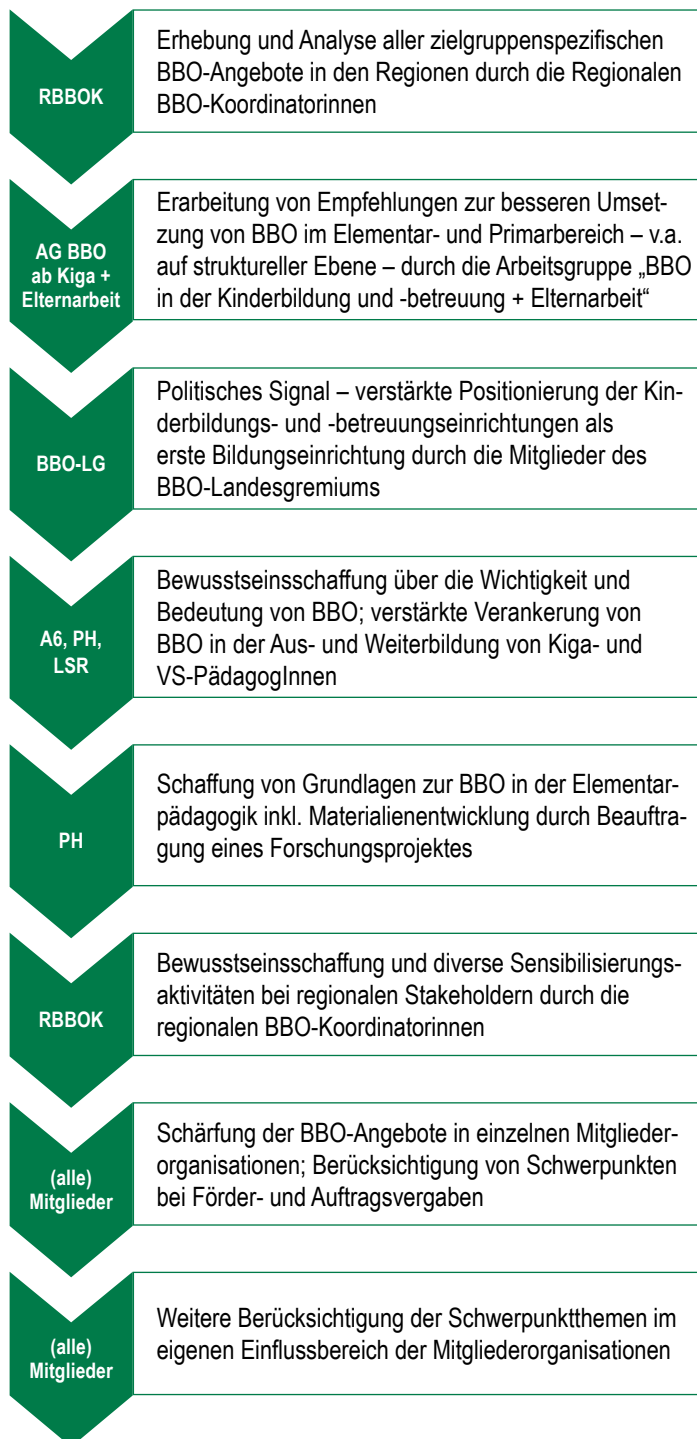 RBBOK
Erhebung und Analyse aller zielgruppenspezifischen
BBO-Angebote in den Regionen durch die Regionalen
BBO-Koordinatorinnen
AG BBO
ab Kiga +
Elternarbeit
Erarbeitung von Empfehlungen zur besseren Umset-
zung von BBO im Elementar- und Primarbereich – v.a.
auf struktureller Ebene – durch die Arbeitsgruppe „BBO
in der Kinderbildung und -betreuung + Elternarbeit“
BBO-LG
Politisches Signal – verstärkte Positionierung der Kin-
derbildungs- und -betreuungseinrichtungen als
erste Bildungseinrichtung durch die Mitglieder des
BBO-Landesgremiums
A6, PH,
LSR
Bewusstseinsschaffung über die Wichtigkeit und
Bedeutung von BBO; verstärkte Verankerung von
BBO in der Aus- und Weiterbildung von Kiga- und
VS-PädagogInnen
PH
Schaffung von Grundlagen zur BBO in der Elementar-
pädagogik inkl. Materialienentwicklung durch Beauftra-
gung eines Forschungsprojektes
RBBOK
Bewusstseinsschaffung und diverse Sensibilisierungs-
aktivitäten bei regionalen Stakeholdern durch die
regionalen BBO-Koordinatorinnen
(alle)
Mitglieder
Schärfung der BBO-Angebote in einzelnen Mitglieder-
organisationen; Berücksichtigung von Schwerpunkten
bei Förder- und Auftragsvergaben
(alle)
Mitglieder
Weitere Berücksichtigung der Schwerpunktthemen im
eigenen Einflussbereich der Mitgliederorganisationen